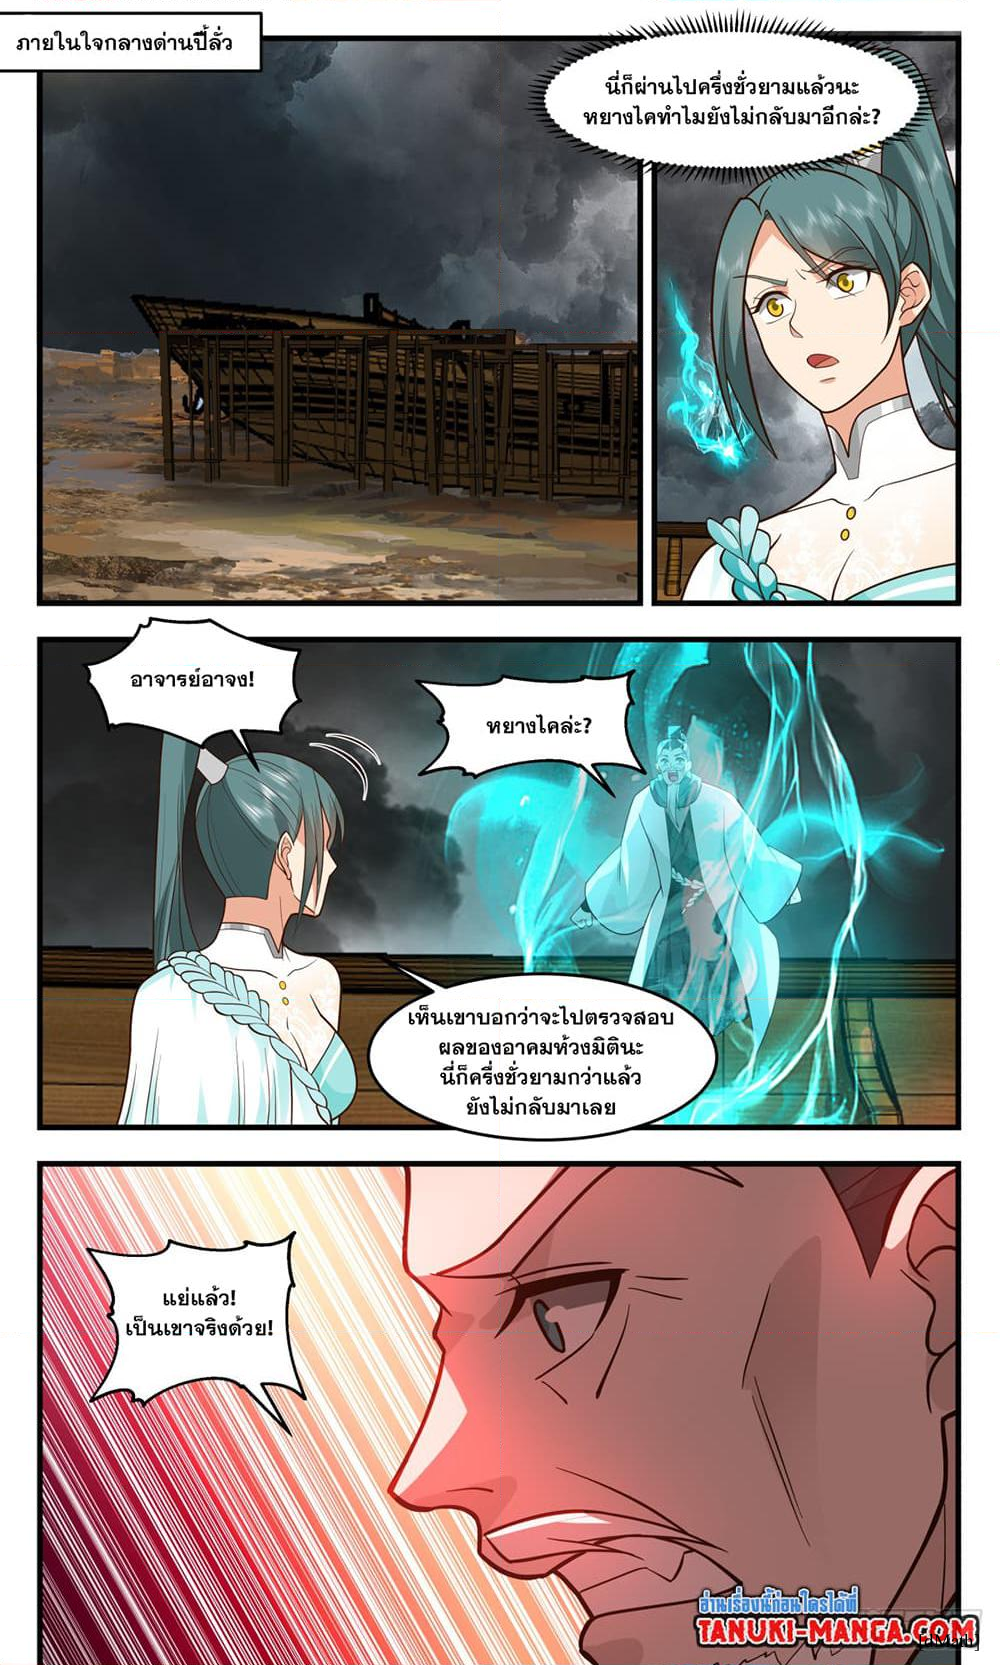 ภายในใจกลางด่านปี้ลั่ว
นี่ก็ผ่านไปครึ่งชั่วยามแล้วนะ
หยางไคทำไมยังไม่กลับมาอีกล่ะ?
อาจารย์อาจง!
หยางไคล่ะ?
เห็นเขาบอกว่าจะไปตรวจสอบ
ผลของอาคมห้วงมิตินะ
นี่ก็ครึ่งชั่วยามกว่าแล้ว
ยังไม่กลับมาเลย
แย่แล้ว!
เป็นเขาจริงด้วย!
อ่านเรื่องนี้ก่อนใครได้ที่
TANUKI-MANGA.COM